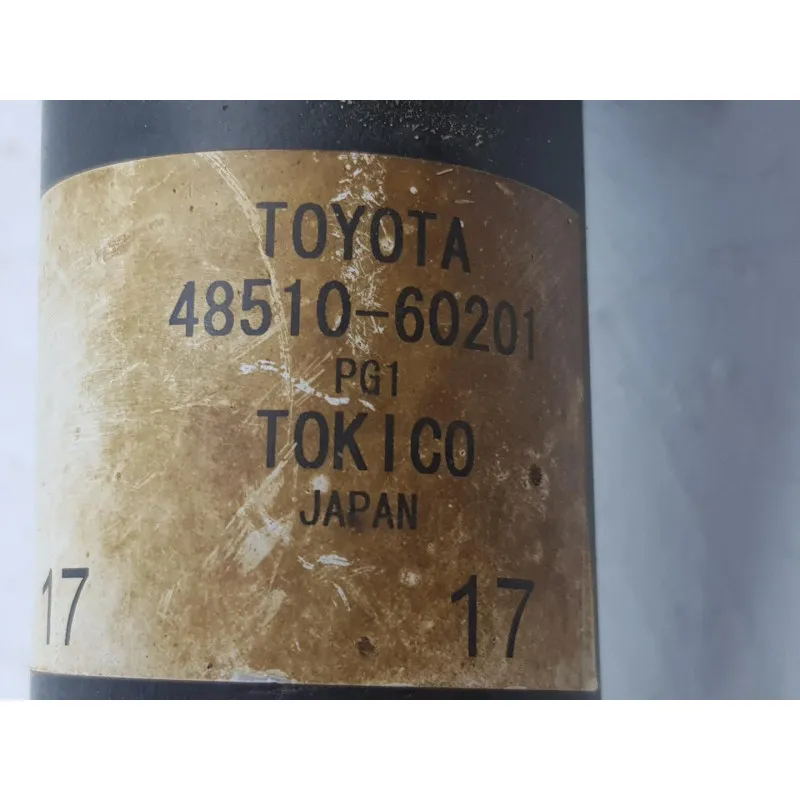 TOYOTA
48510-60201
PG1
TOKICO
JAPAN
17 17